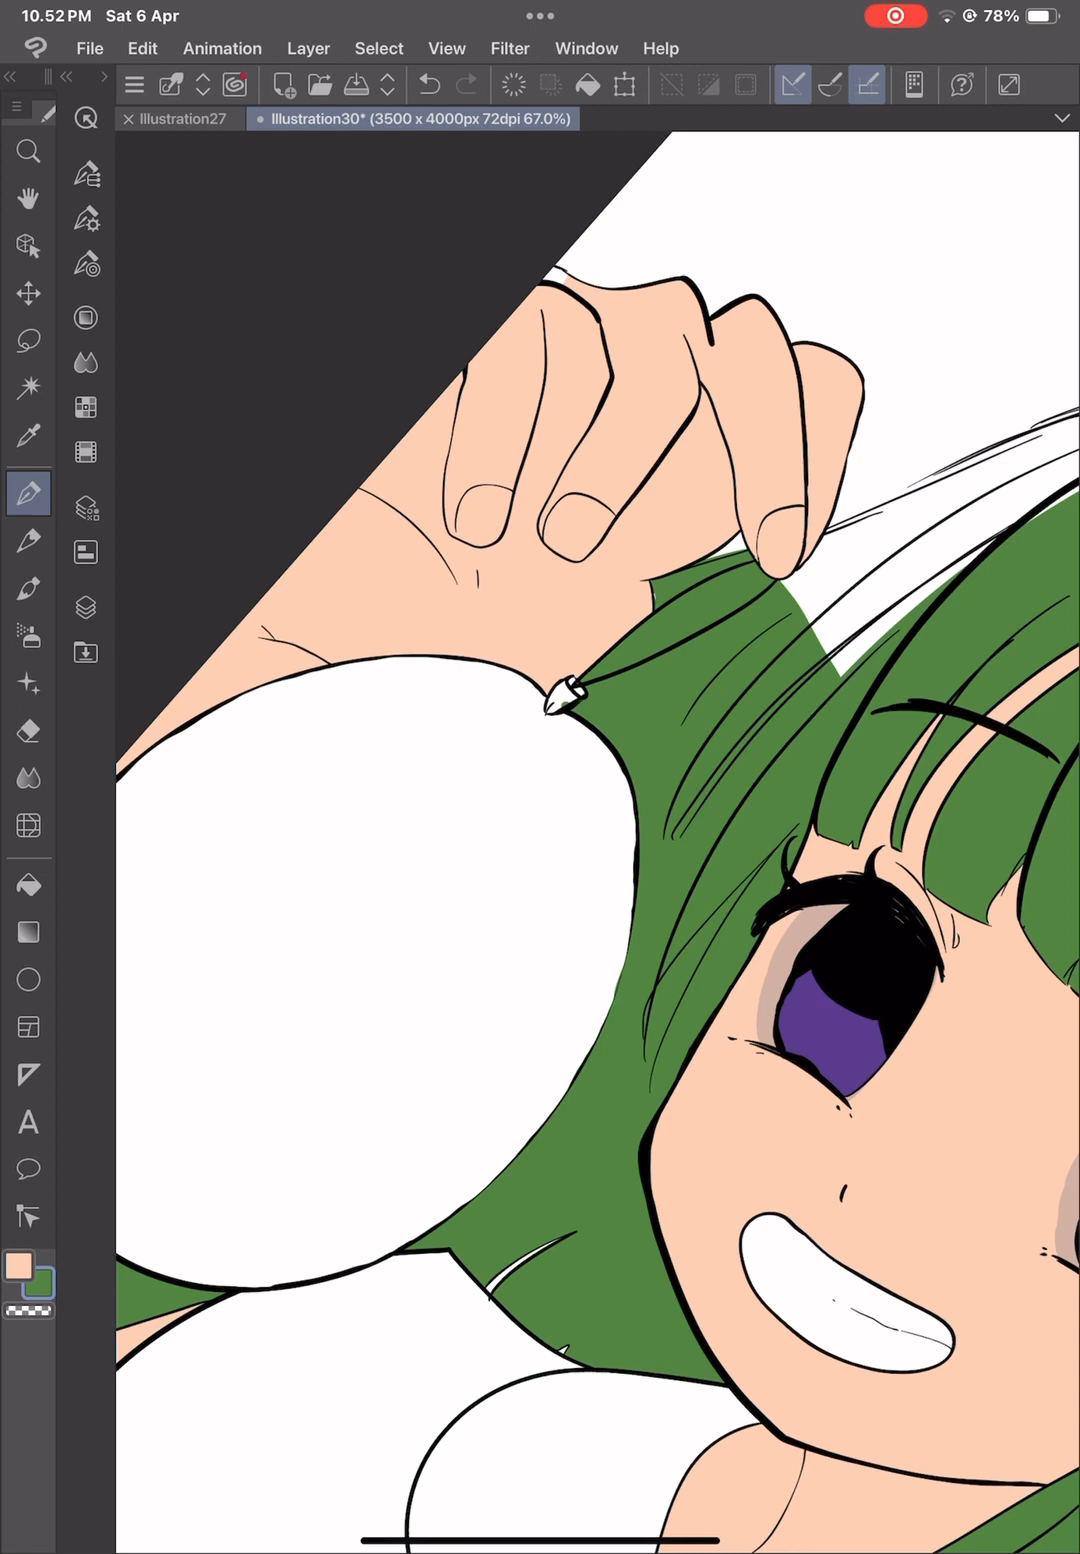 10.52 PM Sat 6 Apr 78%
File Edit Animation Layer Select View Filter Window Help
Illustration27 Illustration30* (3500 x 4000px 72dpi 67.0%)